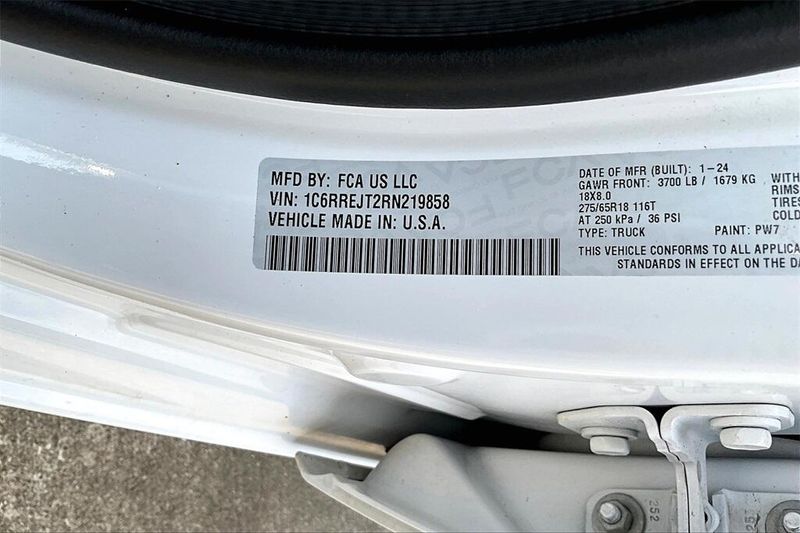 MFD BY: FCA US LLC
VIN: 1C6RREJT2RN219858
VEHICLE MADE IN: U.S.A.
DATE OF MFR (BUILT): 1-24
GAWR FRONT: 3700 LB / 1679 KG
18X8.0
275/65R18 116T
AT 250 kPa / 36 PSI
TYPE: TRUCK PAINT: PW7
THIS VEHICLE CONFORMS TO ALL
STANDARDS IN EFFECT ON THE
WITH
RIMS
TIRES
COLD
252